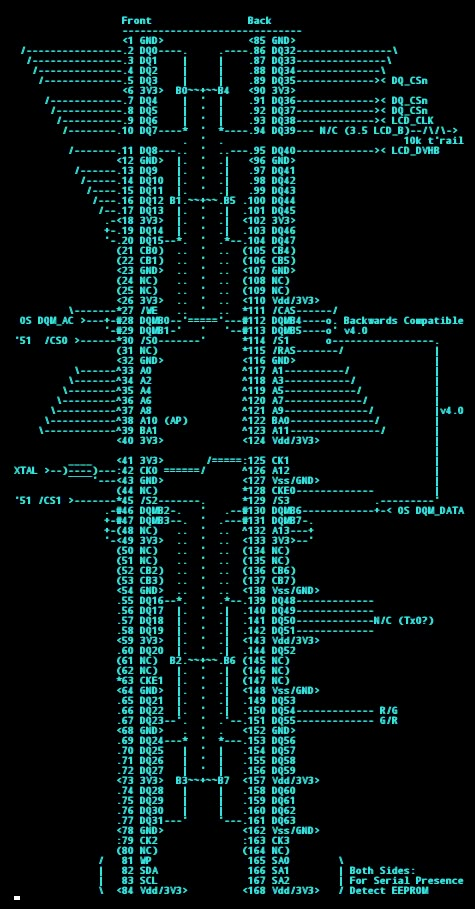 Front Back
<1 GND> <85 GND>
.2 DQ0 .86 DQ32
.3 DQ1 .87 DQ33
.4 DQ2 .88 DQ34
.5 DQ3 .89 DQ35 >< DQ_CSn
<6 3V3> B0~~+~~B4 <90 3V3>
.7 DQ4 .91 DQ36 >< DQ_CSn
.8 DQ5 .92 DQ37 >< DQ_CSn
.9 DQ6 .93 DQ38 >< LCD_CLK
.10 DQ7 .94 DQ39-- N/C (3.5 LCD_B)--/\/\->
10k t'rail
.11 DQ8 .95 DQ40 >< LCD_DVHB
<12 GND> <96 GND>
.13 DQ9 .97 DQ41
.14 DQ10 .98 DQ42
.15 DQ11 .99 DQ43
.16 DQ12 B1.~~+~~.B5 .100 DQ44
.17 DQ13 .101 DQ45
<18 3V3> <102 3V3>
.19 DQ14 .103 DQ46
.20 DQ15 .104 DQ47
(21 CB0) (105 CB4)
(22 CB1) (106 CB5)
<23 GND> <107 GND>
(24 NC) (108 NC)
(25 NC) (109 NC)
<26 3V3> <110 Vdd/3V3>
*27 /WE *111 /CAS
OS DQM_AC > #28 DQMB0 #112 DQMB4 o. Backwards Compatible
#29 DQMB1 #113 DQMB5 o' v4.0
'51 /CS0 > *30 /S0 *114 /S1 o
(31 NC) *115 /RAS
<32 GND> <116 GND>
^33 A0 ^117 A1
^34 A2 ^118 A3
^35 A4 ^119 A5
^36 A6 ^120 A7
^37 A8 ^121 A9 |v4.0
^38 A10 (AP) ^122 BA0
^39 BA1 ^123 A11
<40 3V3> <124 Vdd/3V3>
<41 3V3> :125 CK1
XTAL > :42 CK0 ^126 A12
<43 GND> <127 Vss/GND>
(44 NC) *128 CKE0
'51 /CS1 > *45 /S2 *129 /S3
#46 DQMB2 #130 DQMB6 < OS DQM_DATA
#47 DQMB3 #131 DQMB7
(48 NC) ^132 A13
<49 3V3> <133 3V3>
(50 NC) (134 NC)
(51 NC) (135 NC)
(52 CB2) (136 CB6)
(53 CB3) (137 CB7)
<54 GND> <138 Vss/GND>
.55 DQ16 .139 DQ48
.56 DQ17 .140 DQ49
.57 DQ18 .141 DQ50 N/C (Tx0?)
.58 DQ19 .142 DQ51
<59 3V3> <143 Vdd/3V3>
.60 DQ20 .144 DQ52
(61 NC) B2.~~+~~.B6 (145 NC)
(62 NC) (146 NC)
*63 CKE1 (147 NC)
<64 GND> <148 Vss/GND>
.65 DQ21 .149 DQ53
.66 DQ22 .150 DQ54 R/G
.67 DQ23 .151 DQ55 G/R
<68 GND> <152 GND>
.69 DQ24 .153 DQ56
.70 DQ25 .154 DQ57
.71 DQ26 .155 DQ58
.72 DQ27 .156 DQ59
<73 3V3> B3~~+~~B7 <157 Vdd/3V3>
.74 DQ28 .158 DQ60
.75 DQ29 .159 DQ61
.76 DQ30 .160 DQ62
.77 DQ31 .161 DQ63
<78 GND> <162 Vss/GND>
:79 CK2 :163 CK3
(80 NC) (164 NC)
/ 81 WP 165 SA0 \
| 82 SDA 166 SA1 | Both Sides:
| 83 SCL 167 SA2 | For Serial Presence
\ <84 Vdd/3V3> <168 Vdd/3V3> / Detect EEPROM